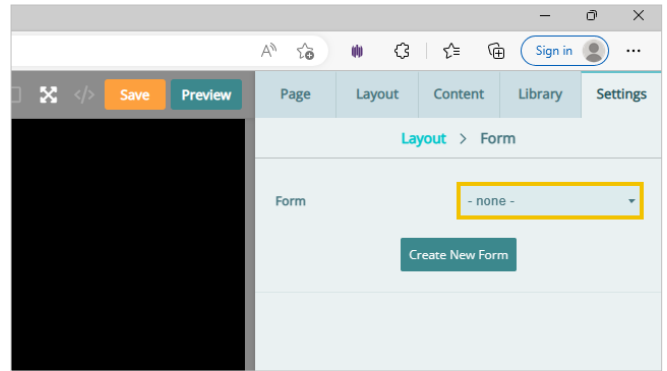 A Sign in
</> Save Preview Page Layout Content Library Settings
Layout > Form
Form - none -
Create New Form